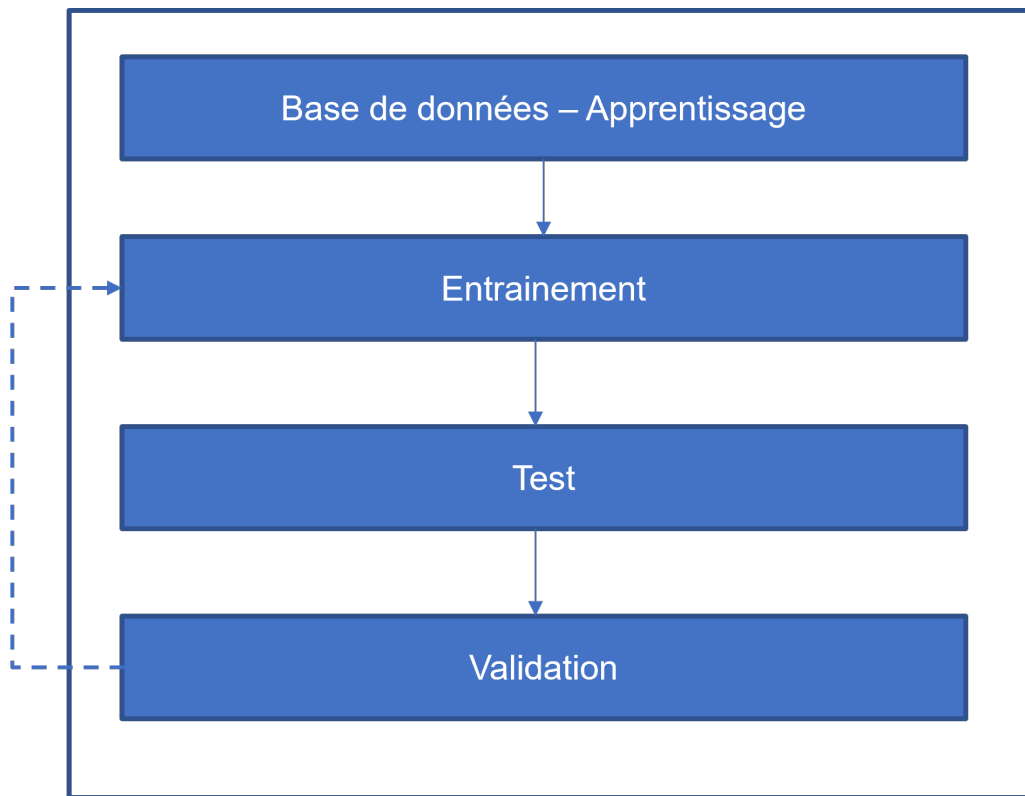 Base de données – Apprentissage
Entrainement
Test
Validation